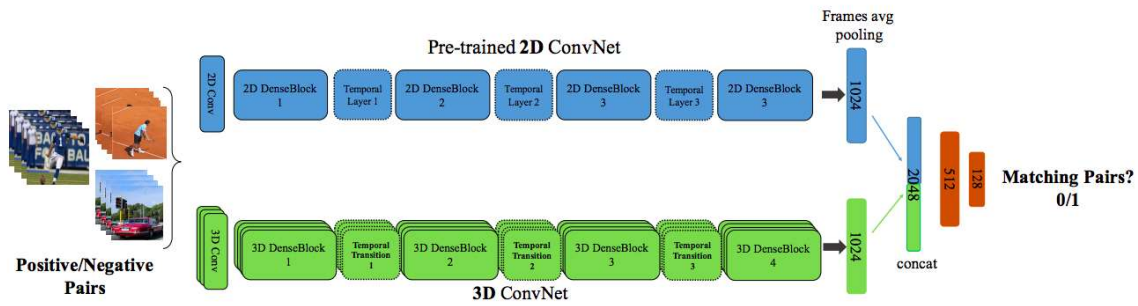 Frames avg
pooling
Pre-trained 2D ConvNet
2D Conv
2D DenseBlock
1
Temporal
Layer 1
2D DenseBlock
2
Temporal
Layer 2
2D DenseBlock
3
Temporal
Layer 3
2D DenseBlock
3
1024
BACK TO
FOOTBALL
2048
512
128
Matching Pairs?
0/1
3D Conv
3D DenseBlock
1
Temporal
Transition
1
3D DenseBlock
2
Temporal
Transition
2
3D DenseBlock
3
Temporal
Transition
3
3D DenseBlock
4
1024
concat
Positive/Negative
Pairs
3D ConvNet